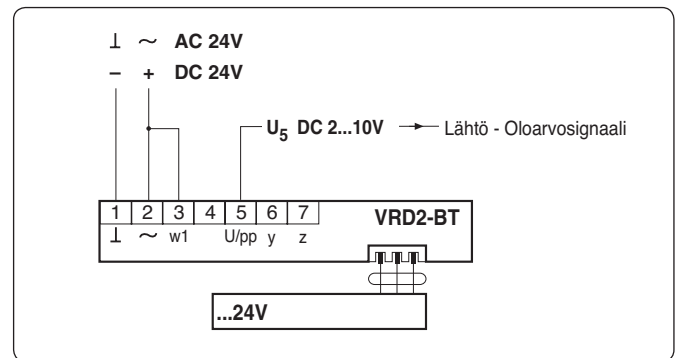 ⊥ ~ AC 24V
– + DC 24V
U5 DC 2...10V Lähtö - Oloarvosignaali
1 2 3 4 5 6 7 VRD2-BT
⊥ ~ w1 U/pp y z
...24V